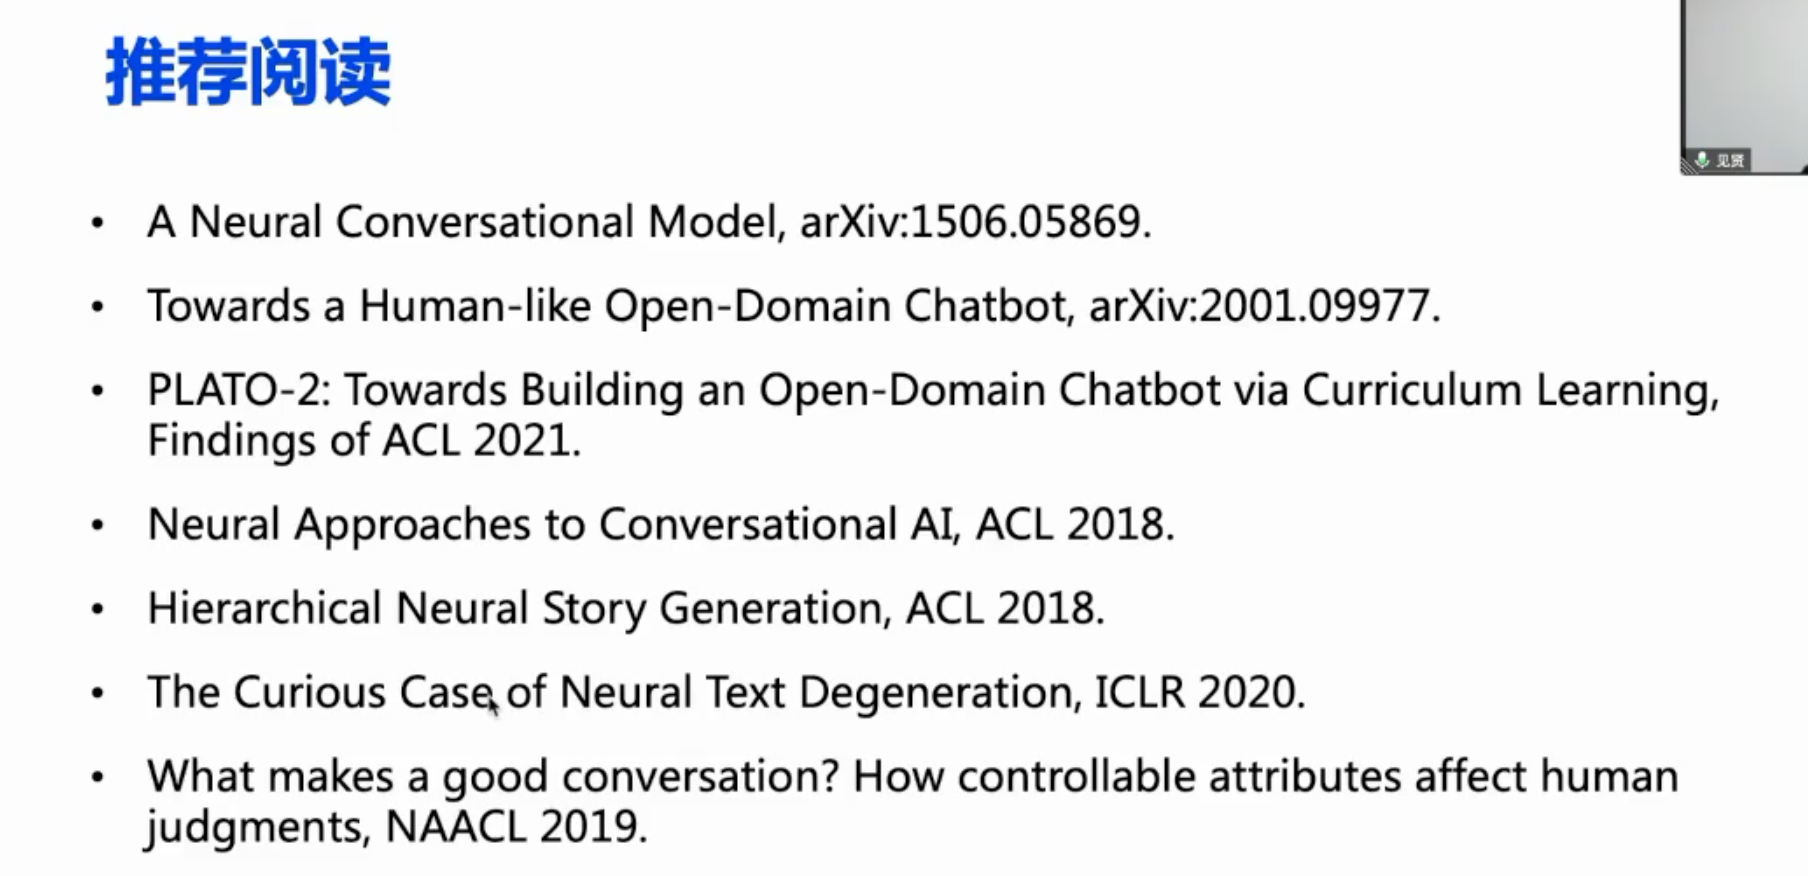 推荐阅读
见贤
• A Neural Conversational Model, arXiv:1506.05869.
• Towards a Human-like Open-Domain Chatbot, arXiv:2001.09977.
• PLATO-2: Towards Building an Open-Domain Chatbot via Curriculum Learning,
Findings of ACL 2021.
• Neural Approaches to Conversational AI, ACL 2018.
• Hierarchical Neural Story Generation, ACL 2018.
• The Curious Case of Neural Text Degeneration, ICLR 2020.
• What makes a good conversation? How controllable attributes affect human
judgments, NAACL 2019.